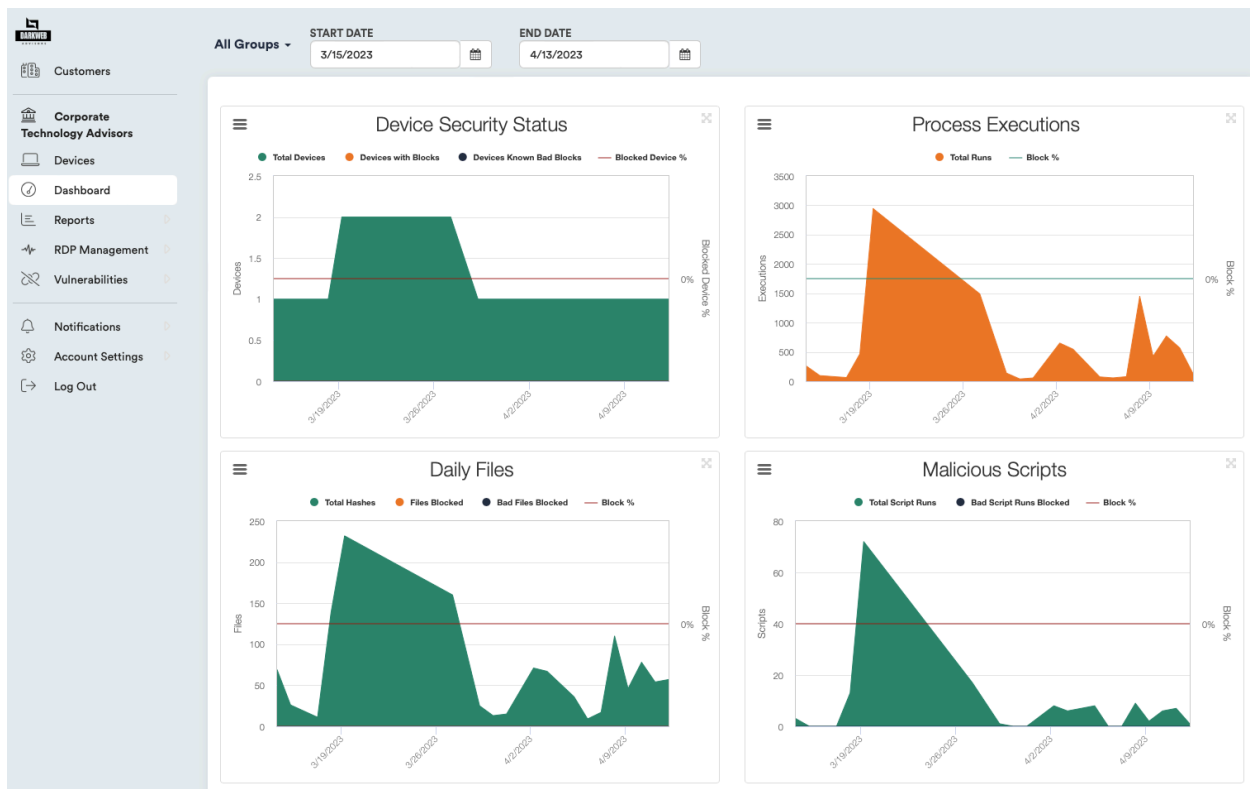 DARKWEB
Customers
Corporate
Technology Advisors
Devices
Dashboard
Reports
RDP Management
Vulnerabilities
Notifications
Account Settings
Log Out
All Groups
START DATE
3/15/2023
END DATE
4/13/2023
Device Security Status
Total Devices Devices with Blocks Devices Known Bad Blocks Blocked Device %
2.5
2
1.5
1
0.5
0
Devices
0%
Blocked Device %
3/19/2023 3/26/2023 4/2/2023 4/9/2023
Process Executions
Total Runs Block %
3500
3000
2500
2000
1500
1000
500
0
Executions
0%
Block %
3/19/2023 3/26/2023 4/2/2023 4/9/2023
Daily Files
Total Hashes Files Blocked Bad Files Blocked Block %
250
200
150
100
50
0
Files
0%
Block %
3/19/2023 3/26/2023 4/2/2023 4/9/2023
Malicious Scripts
Total Script Runs Bad Script Runs Blocked Block %
80
60
40
20
0
Scripts
0%
Block %
3/19/2023 3/26/2023 4/2/2023 4/9/2023